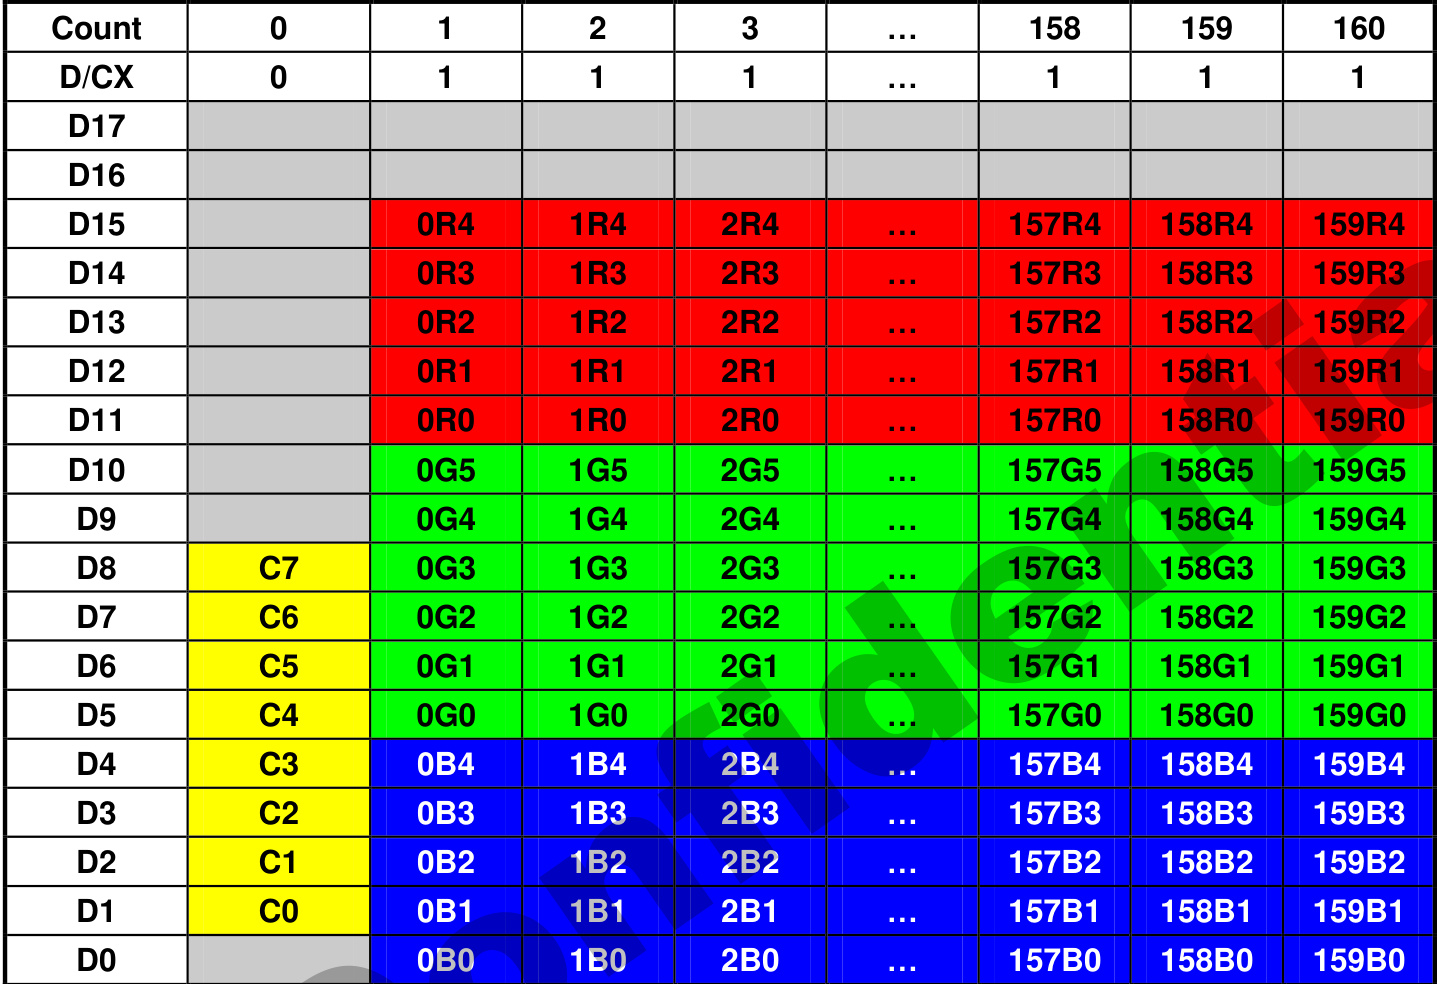 Count 0 1 2 3 ... 158 159 160
D/CX 0 1 1 1 ... 1 1 1
D17
D16
D15 0R4 1R4 2R4 ... 157R4 158R4 159R4
D14 0R3 1R3 2R3 ... 157R3 158R3 159R3
D13 0R2 1R2 2R2 ... 157R2 158R2 159R2
D12 0R1 1R1 2R1 ... 157R1 158R1 159R1
D11 0R0 1R0 2R0 ... 157R0 158R0 159R0
D10 0G5 1G5 2G5 ... 157G5 158G5 159G5
D9 0G4 1G4 2G4 ... 157G4 158G4 159G4
D8 C7 0G3 1G3 2G3 ... 157G3 158G3 159G3
D7 C6 0G2 1G2 2G2 ... 157G2 158G2 159G2
D6 C5 0G1 1G1 2G1 ... 157G1 158G1 159G1
D5 C4 0G0 1G0 2G0 ... 157G0 158G0 159G0
D4 C3 0B4 1B4 2B4 ... 157B4 158B4 159B4
D3 C2 0B3 1B3 2B3 ... 157B3 158B3 159B3
D2 C1 0B2 1B2 2B2 ... 157B2 158B2 159B2
D1 C0 0B1 1B1 2B1 ... 157B1 158B1 159B1
D0 0B0 1B0 2B0 ... 157B0 158B0 159B0
onfidentia